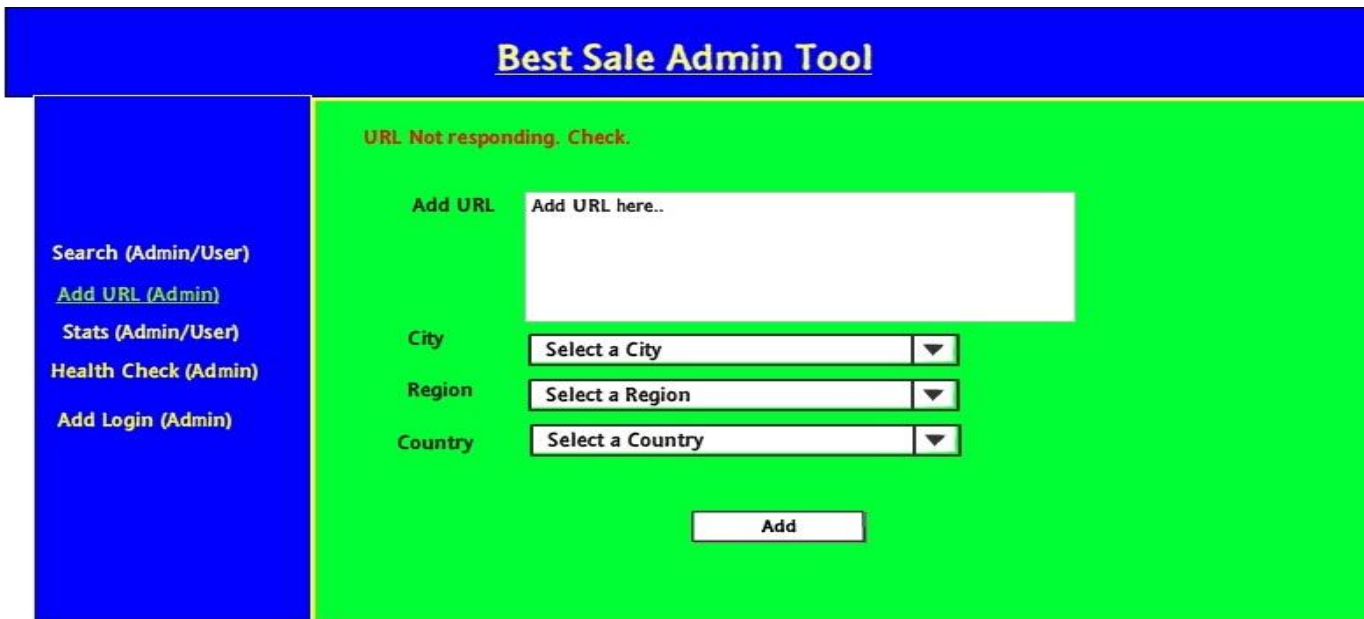 Best Sale Admin Tool
URL Not responding. Check.
Add URL
Add URL here..
Search (Admin/User)
Add URL (Admin)
Stats (Admin/User)
Health Check (Admin)
Add Login (Admin)
City
Select a City
Region
Select a Region
Country
Select a Country
Add